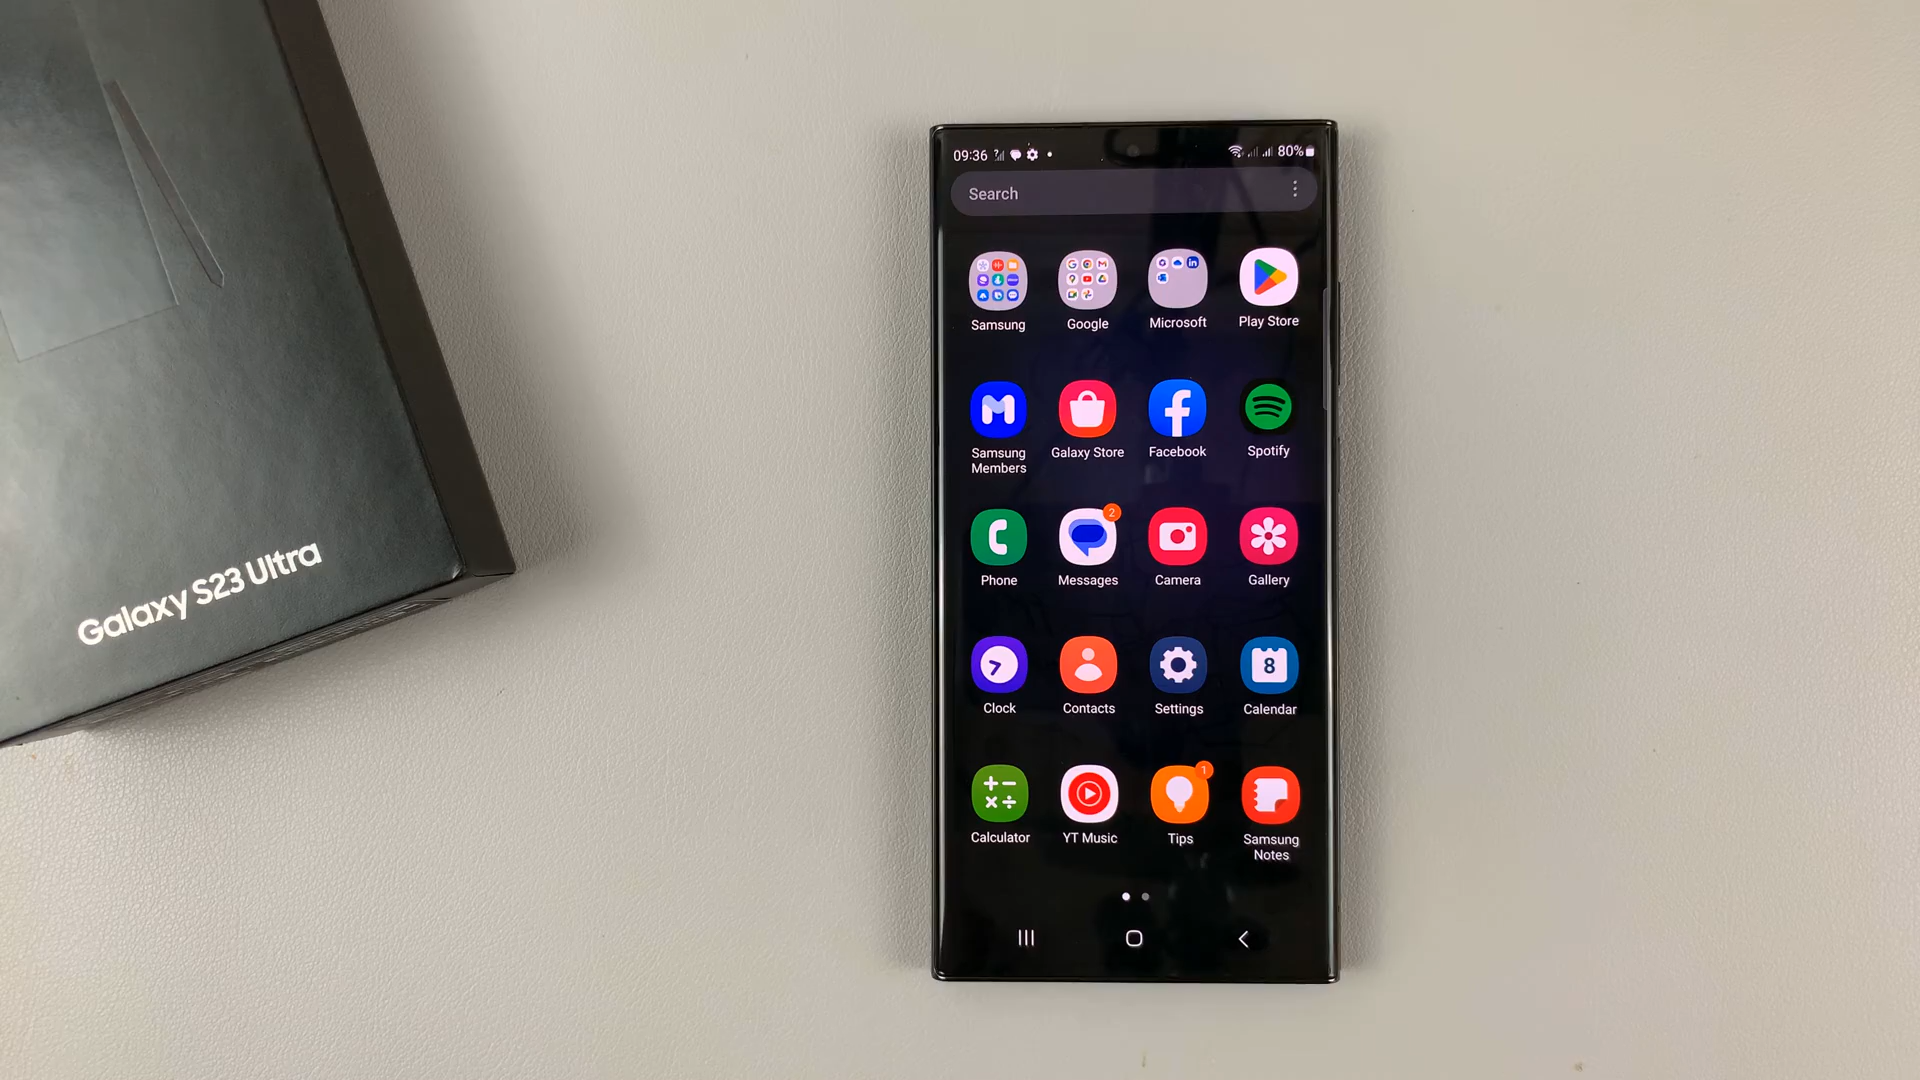 Galaxy S23 Ultra
09:36
80%
Search
Samsung
Google
Microsoft
Play Store
Samsung
Members
Galaxy Store
Facebook
Spotify
2
Phone
Messages
Camera
Gallery
8
Clock
Contacts
Settings
Calendar
1
Calculator
YT Music
Tips
Samsung
Notes